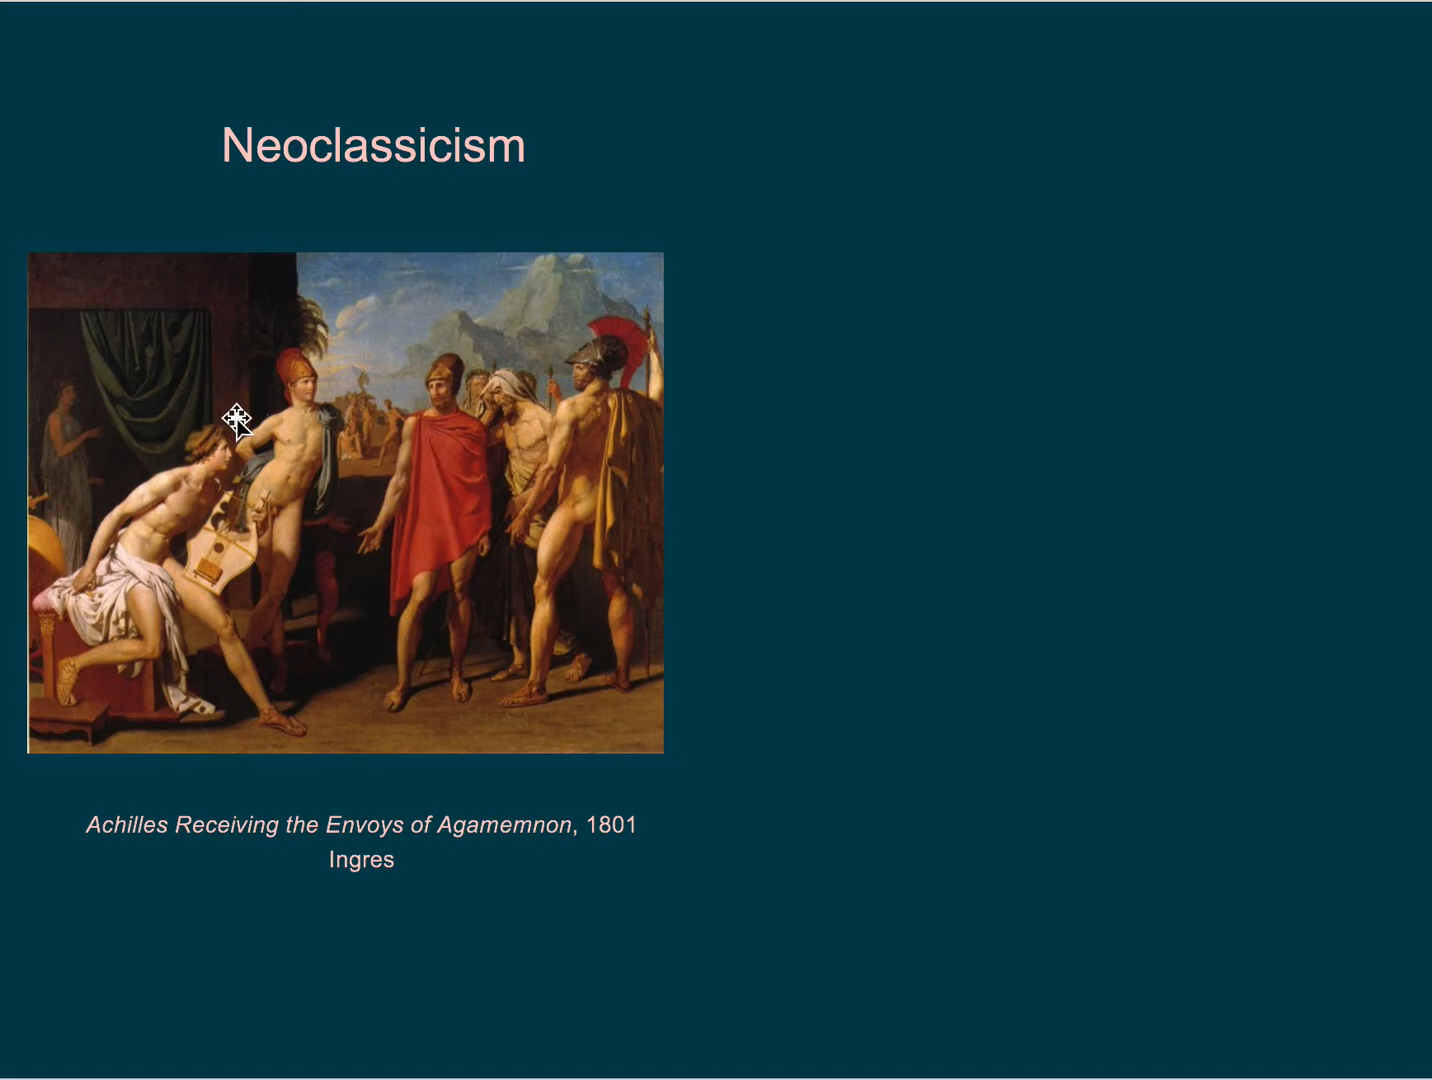 Neoclassicism
Achilles Receiving the Envoys of Agamemnon, 1801
Ingres